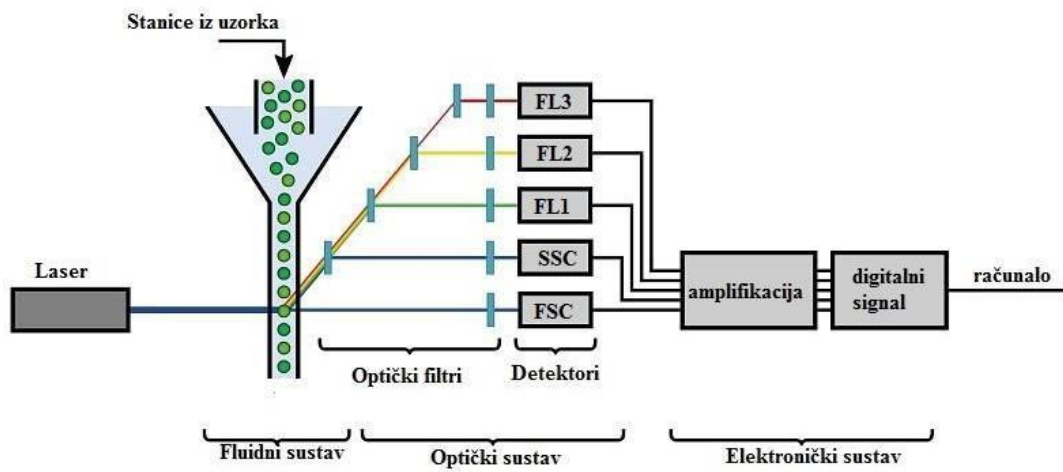 Stanice iz uzorka
FL3
FL2
FL1
SSC
FSC
Laser
amplifikacija
digitalni
signal
računalo
Optički filtri
Detektori
Fluidni sustav
Optički sustav
Elektronički sustav